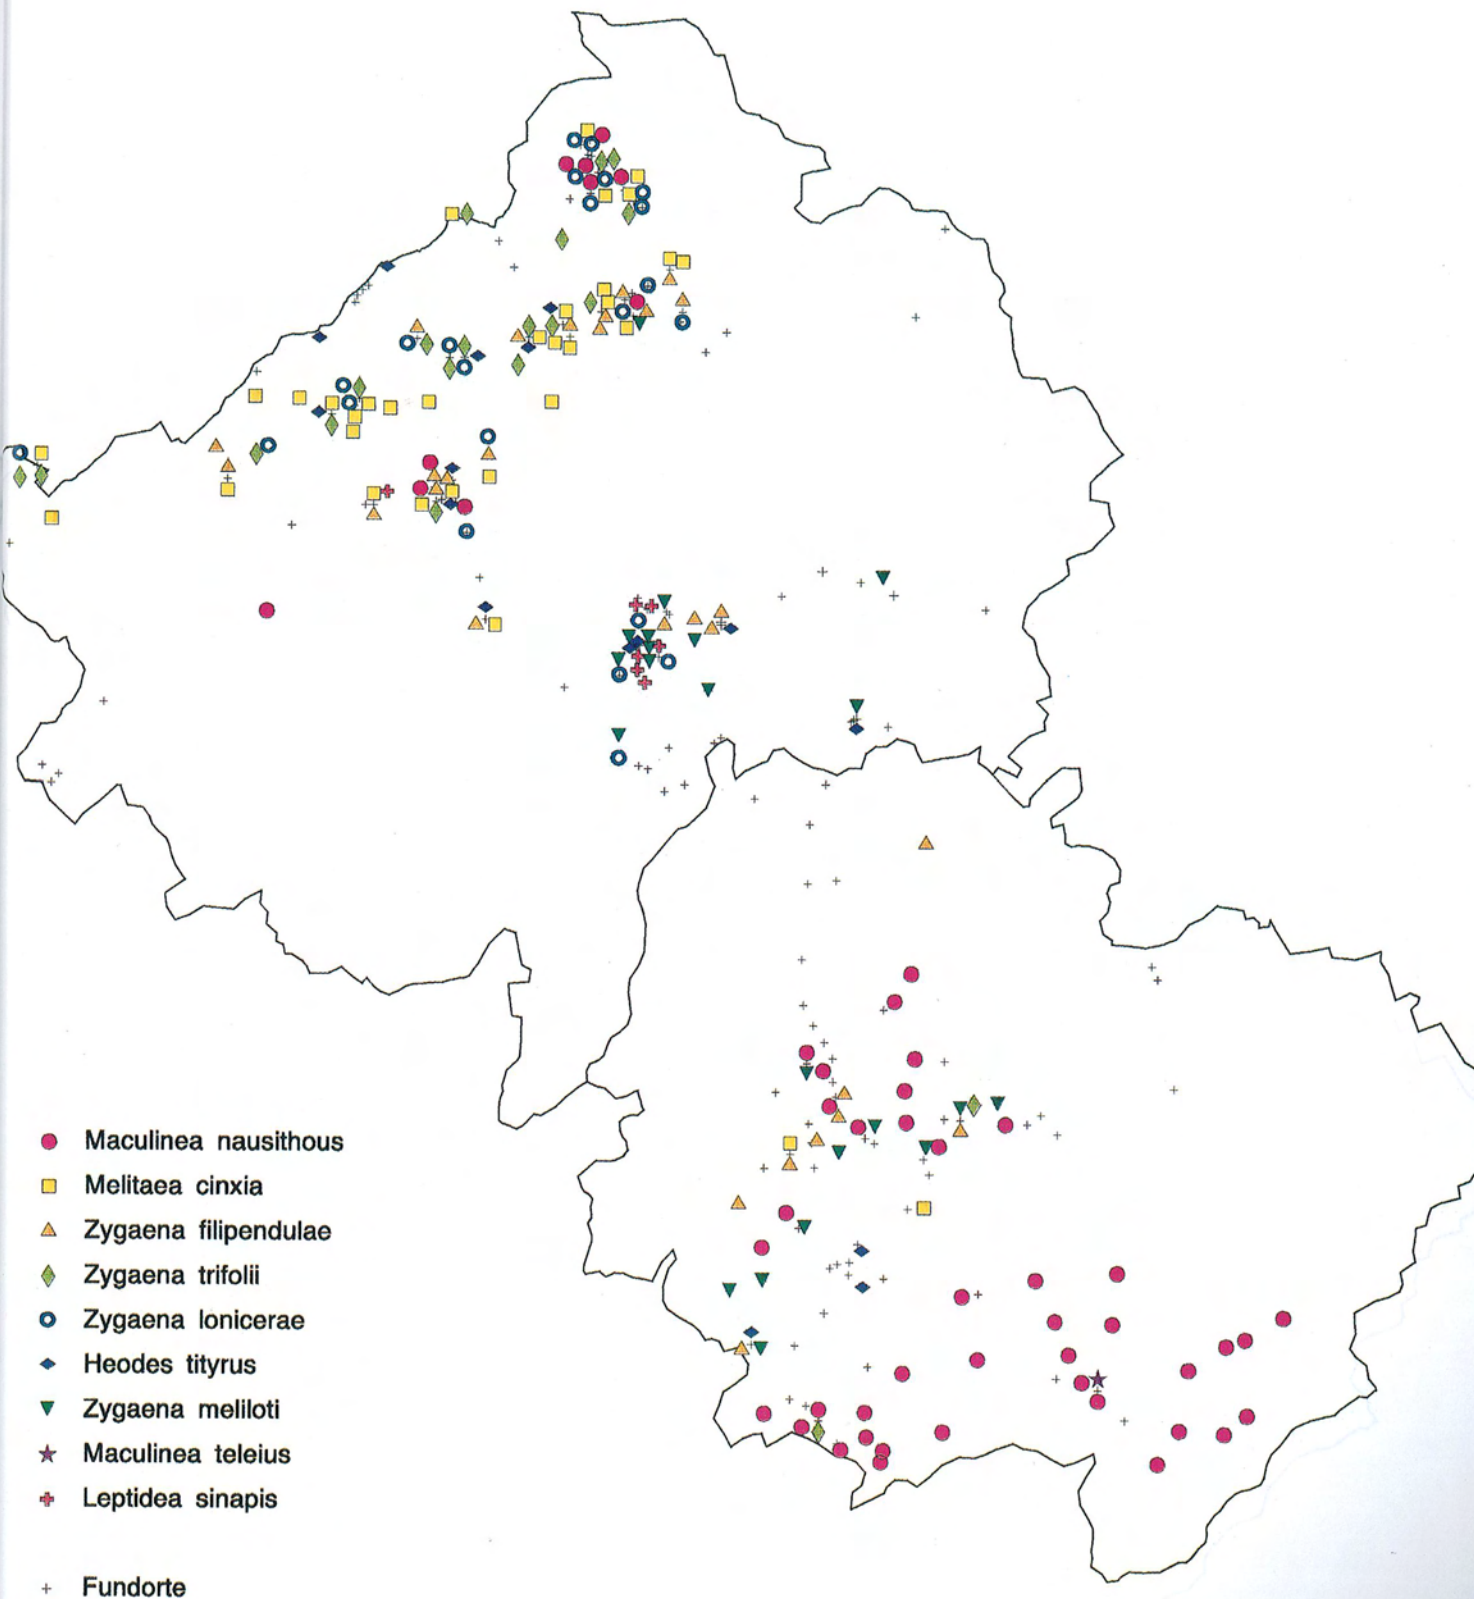 Maculinea nausithous
Melitaea cinxia
Zygaena filipendulae
Zygaena trifolii
Zygaena lonicerae
Heodes tityrus
Zygaena meliloti
Maculinea teleius
Leptidea sinapis
Fundorte